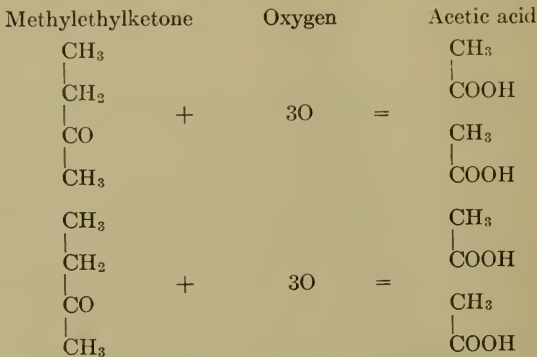 Methylethylketone Oxygen Acetic acid
CH₃ CH₃
CH₂ COOH
+ 3O =
CO CH₃
CH₃ COOH
CH₃ CH₃
CH₂ COOH
+ 3O =
CO CH₃
CH₃ COOH